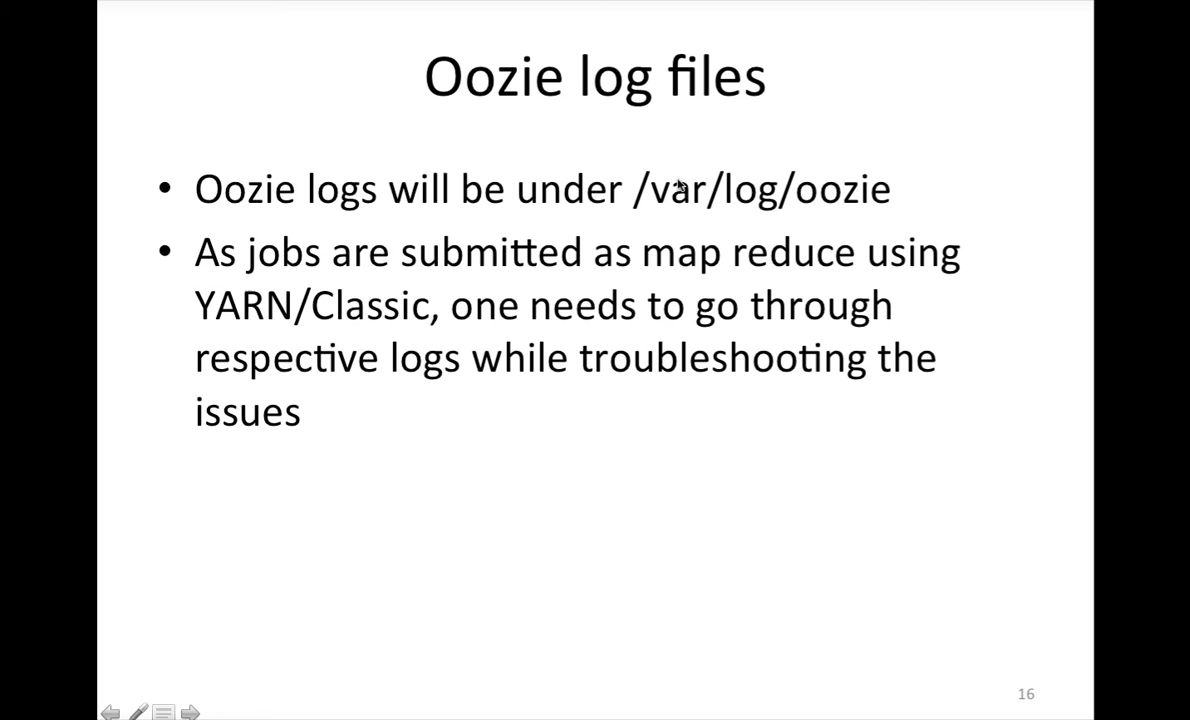 Oozie log files
• Oozie logs will be under /var/log/oozie
• As jobs are submitted as map reduce using
YARN/Classic, one needs to go through
respective logs while troubleshooting the
issues
16